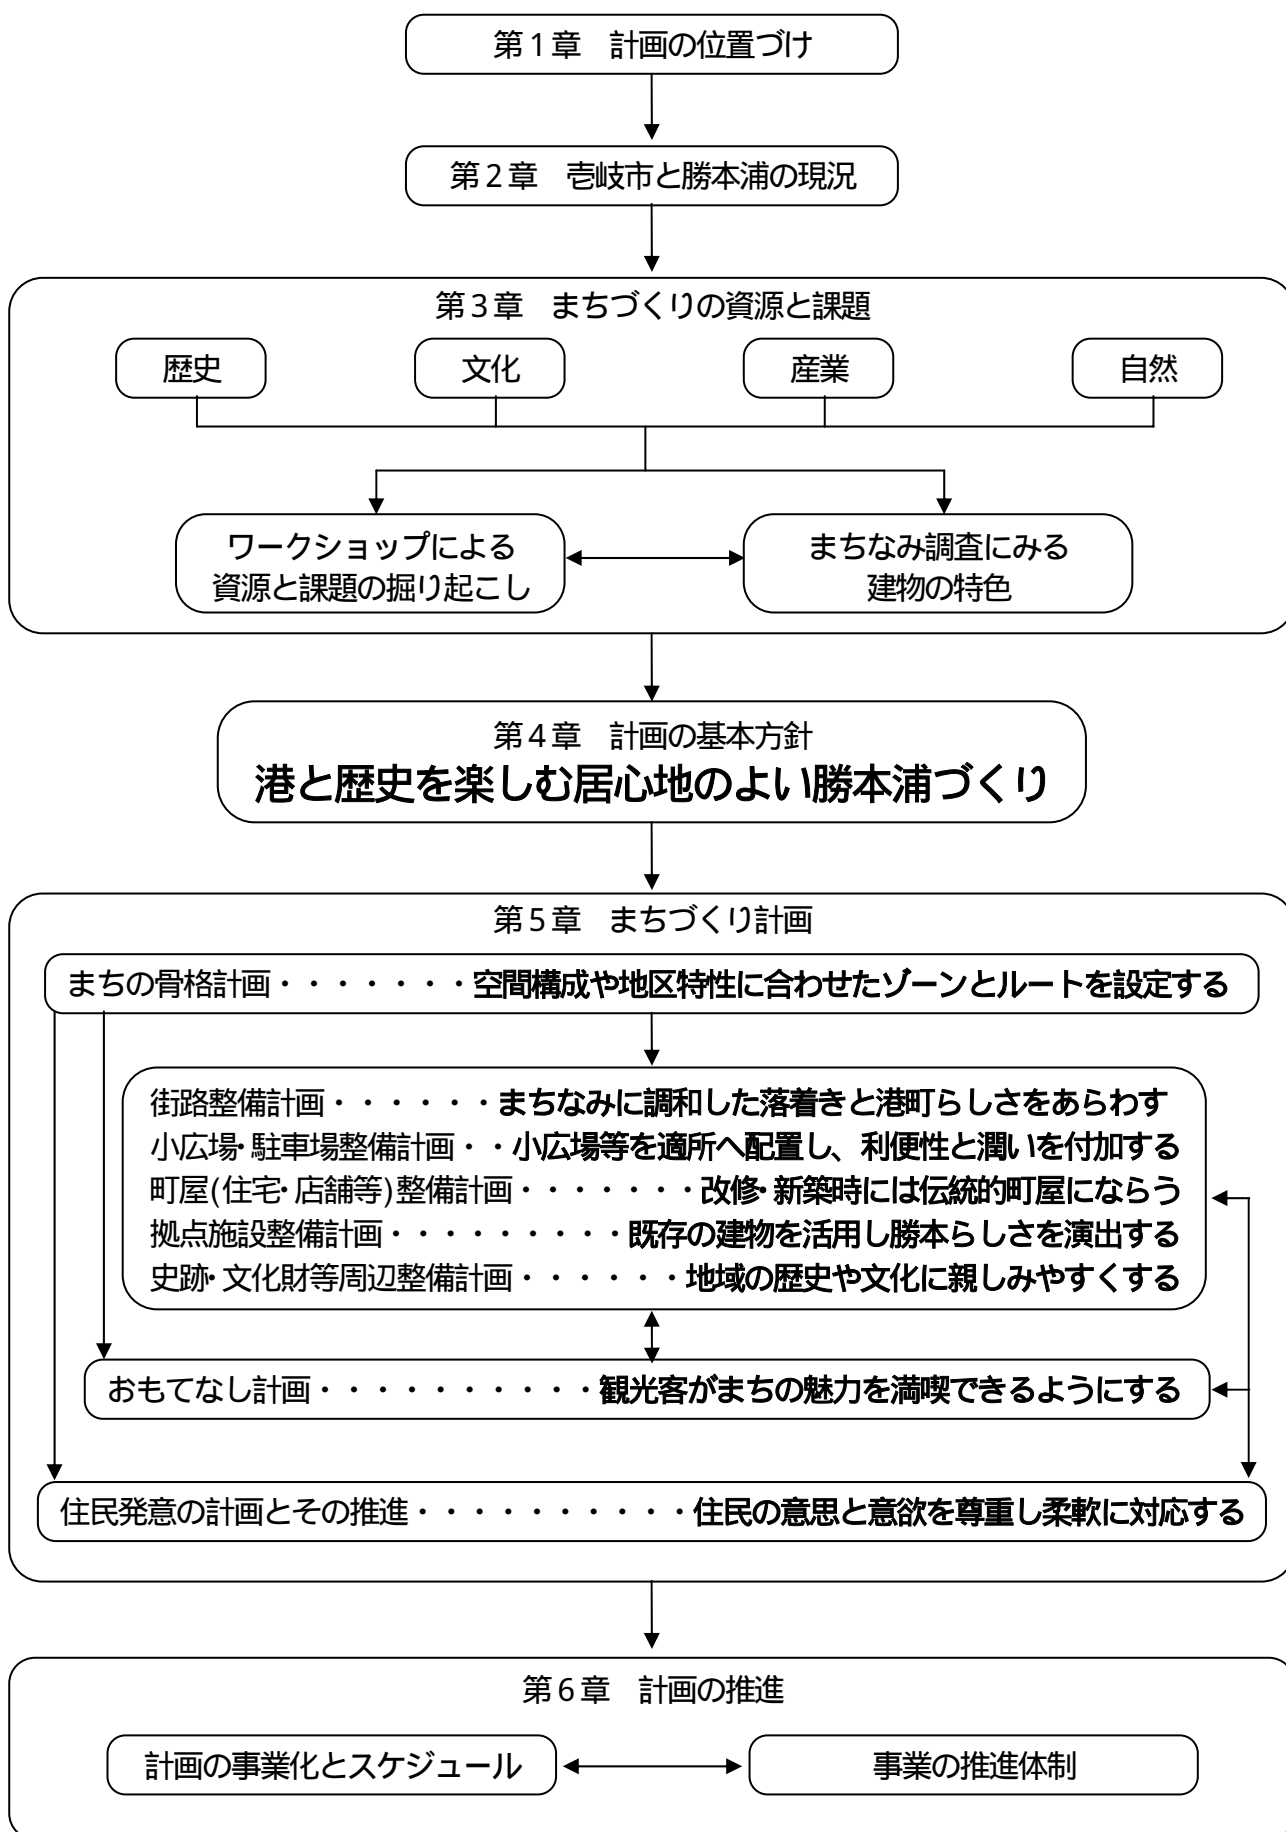 第1章　計画の位置づけ
第2章　壱岐市と勝本浦の現況
第3章　まちづくりの資源と課題
歴史
文化
産業
自然
ワークショップによる
資源と課題の掘り起こし
まちなみ調査にみる
建物の特色
第4章　計画の基本方針
港と歴史を楽しむ居心地のよい勝本浦づくり
第5章　まちづくり計画
まちの骨格計画・・・・・・・空間構成や地区特性に合わせたゾーンとルートを設定する
街路整備計画・・・・・・まちなみに調和した落着きと港町らしさをあらわす
小広場・駐車場整備計画・・小広場等を適所へ配置し、利便性と潤いを付加する
町屋(住宅・店舗等)整備計画・・・・・・・改修・新築時には伝統的町屋にならう
拠点施設整備計画・・・・・・・・・既存の建物を活用し勝本らしさを演出する
史跡・文化財等周辺整備計画・・・・・・地域の歴史や文化に親しみやすくする
おもてなし計画・・・・・・・・・・観光客がまちの魅力を満喫できるようにする
住民発意の計画とその推進・・・・・・・・・・住民の意思と意欲を尊重し柔軟に対応する
第6章　計画の推進
計画の事業化とスケジュール
事業の推進体制